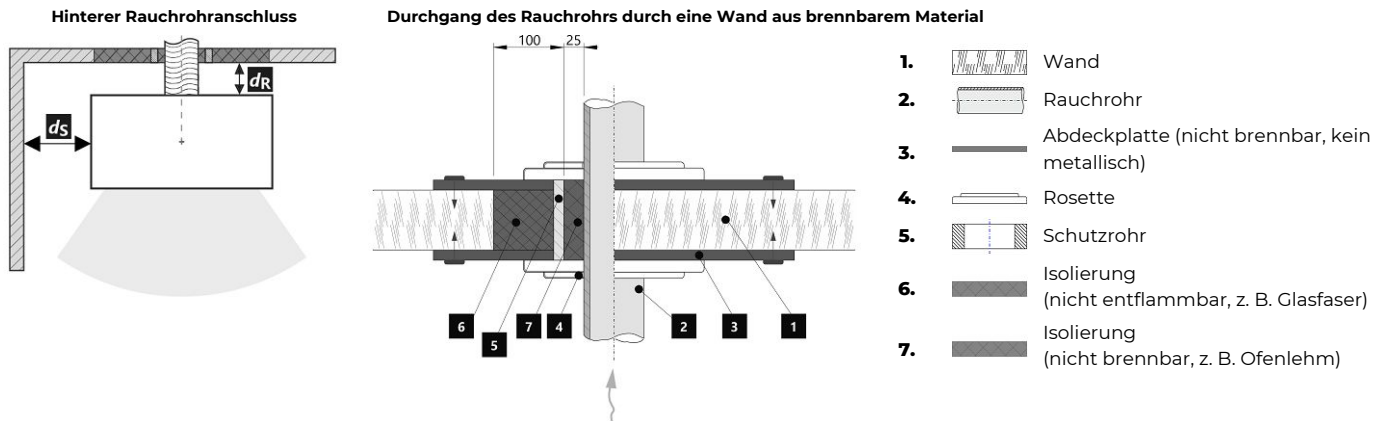 Hinterer Rauchrohranschluss
dR
dS
Durchgang des Rauchrohrs durch eine Wand aus brennbarem Material
100
25
6
5
7
4
2
3
1
1. Wand
2. Rauchrohr
3. Abdeckplatte (nicht brennbar, kein
metallisch)
4. Rosette
5. Schutzrohr
6. Isolierung
(nicht entflammbar, z. B. Glasfaser)
7. Isolierung
(nicht brennbar, z. B. Ofenlehm)